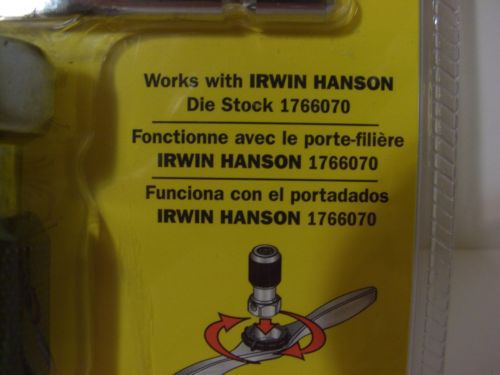 Works with IRWIN HANSON
Die Stock 1766070
Fonctionne avec le porte-filière
IRWIN HANSON 1766070
Funciona con el portadados
IRWIN HANSON 1766070